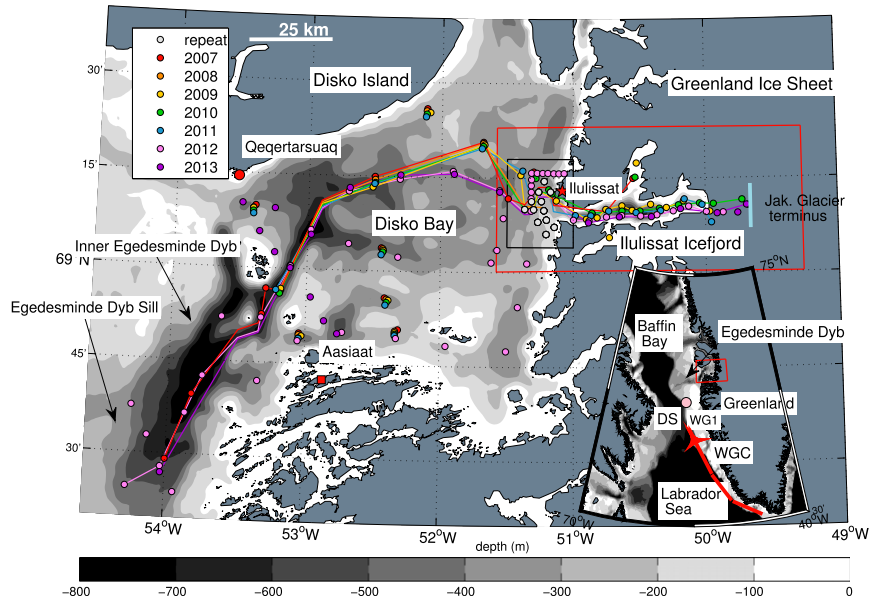 25 km
repeat
2007
2008
2009
2010
2011
2012
2013
Disko Island
Greenland Ice Sheet
Qeqertarsuaq
Ilulissat
Jak. Glacier
terminus
Disko Bay
Ilulissat Icefjord
Inner Egedesminde Dyb
Egedesminde Dyb Sill
Aasiaat
30'
15'
69°N
45'
30'
54°W
53°W
52°W
51°W
50°W
49°W
75°N
Baffin
Bay
Egedesminde Dyb
Greenland
DS
WG1
WGC
Labrador
Sea
70°W
40°W
30'
depth (m)
−800
−700
−600
−500
−400
−300
−200
−100
0